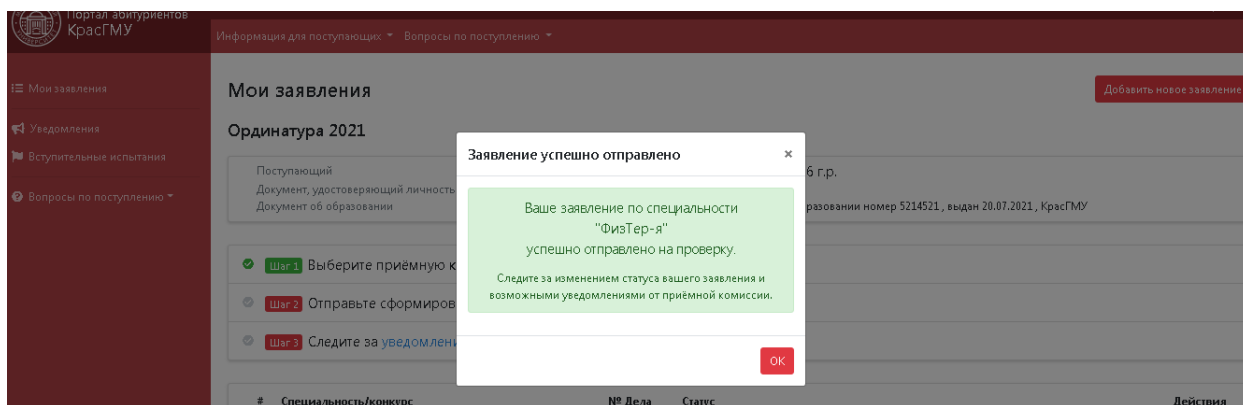 Портал абитуриентов
КрасГМУ
Информация для поступающих Вопросы по поступлению
Мои заявления
Уведомления
Вступительные испытания
Вопросы по поступлению
Мои заявления
Добавить новое заявление
Ординатура 2021
Поступающий
6 г.р.
Документ, удостоверяющий личность
Документ об образовании
разовании номер 5214521 , выдан 20.07.2021 , КрасГМУ
Шаг 1 Выберите приёмную к
Шаг 2 Отправьте сформиров
Шаг 3 Следите за уведомлени
# Специальность/конкурс № Дела Статус Действия
Заявление успешно отправлено ×
Ваше заявление по специальности
"ФизТер-я"
успешно отправлено на проверку.
Следите за изменением статуса вашего заявления и
возможными уведомлениями от приёмной комиссии.
ОК